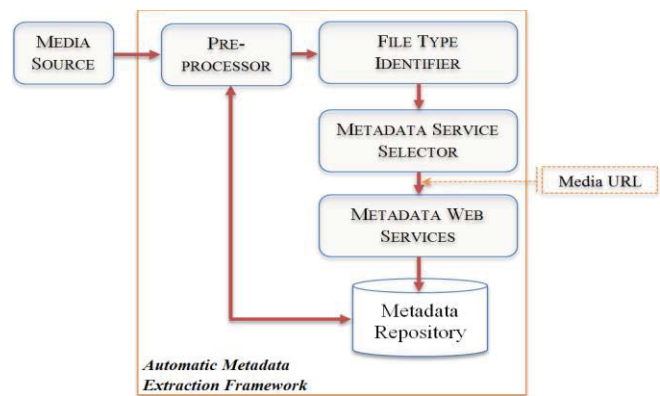 MEDIA
SOURCE
PRE-
PROCESSOR
FILE TYPE
IDENTIFIER
METADATA SERVICE
SELECTOR
Media URL
METADATA WEB
SERVICES
Metadata
Repository
Automatic Metadata
Extraction Framework